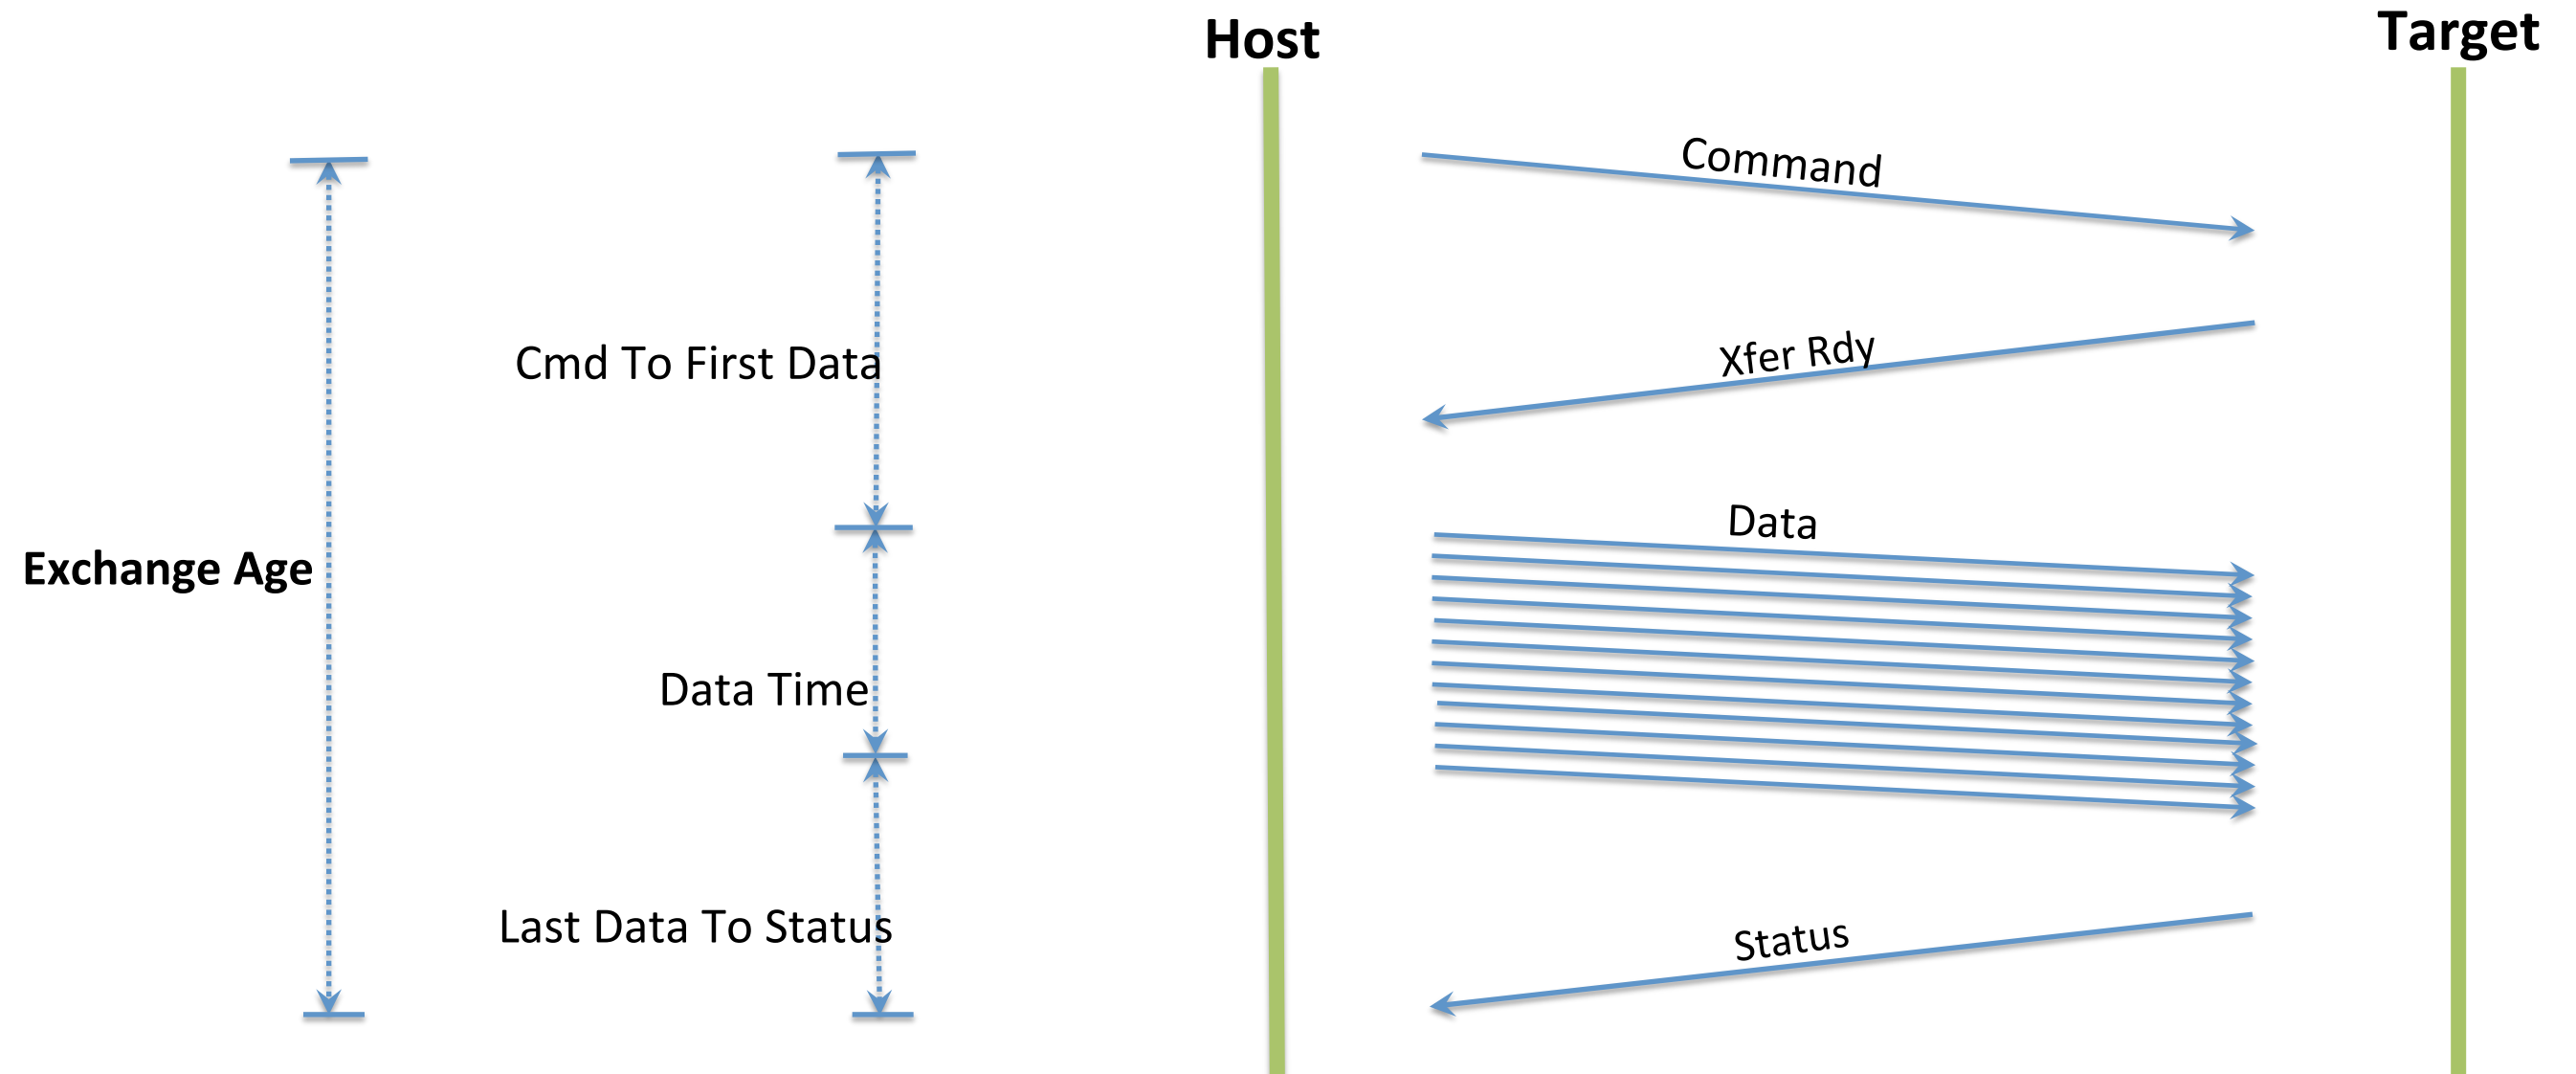 Host
Target
Command
Xfer Rdy
Cmd To First Data
Data
Exchange Age
Data Time
Last Data To Status
Status